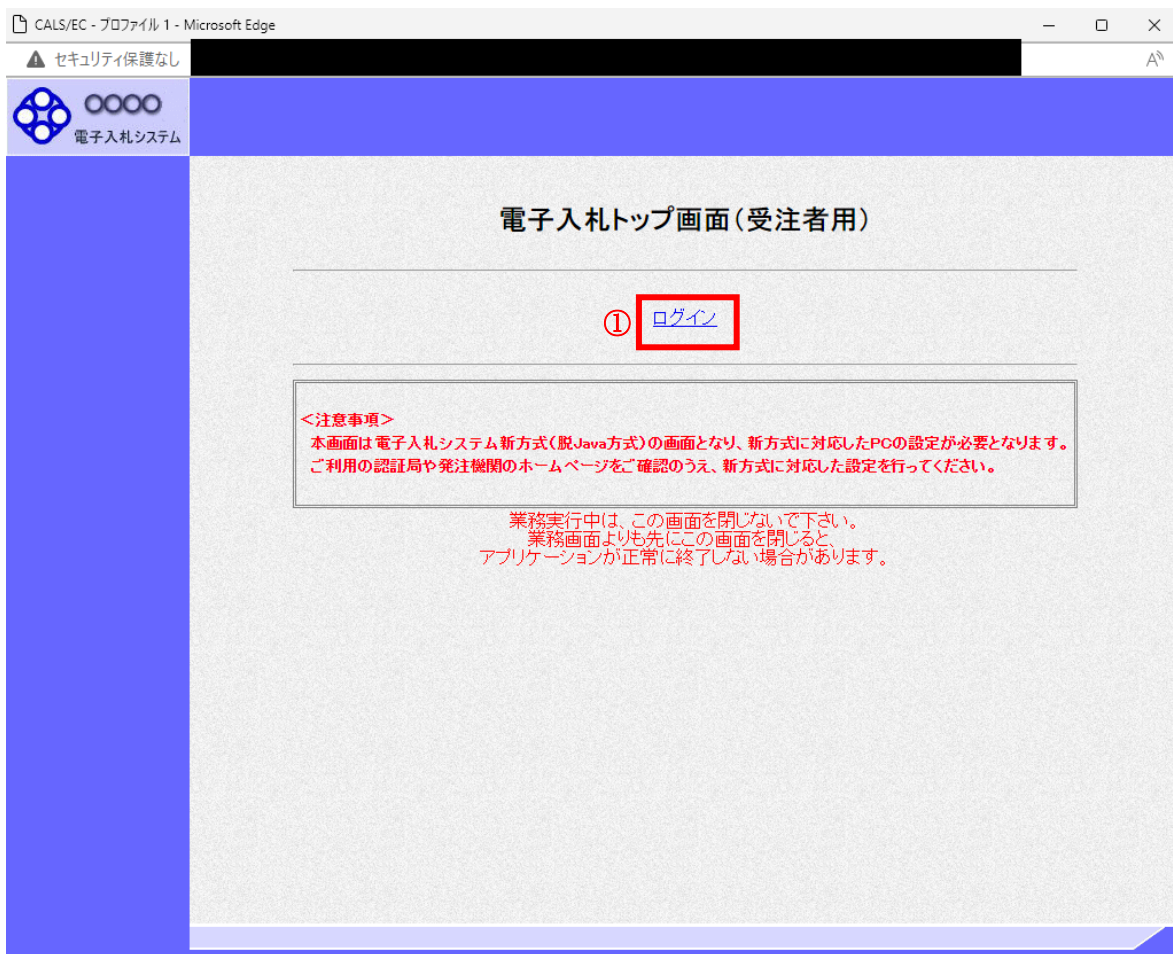 CALS/EC - プロファイル 1 - Microsoft Edge
セキュリティ保護なし
A
○○○○
電子入札システム
電子入札トップ画面(受注者用)
① ログイン
<注意事項>
本画面は電子入札システム新方式(脱Java方式)の画面となり、新方式に対応したPCの設定が必要となります。
ご利用の認証局や発注機関のホームページをご確認のうえ、新方式に対応した設定を行ってください。
業務実行中は、この画面を閉じないで下さい。
業務画面よりも先にこの画面を閉じると、
アプリケーションが正常に終了しない場合があります。